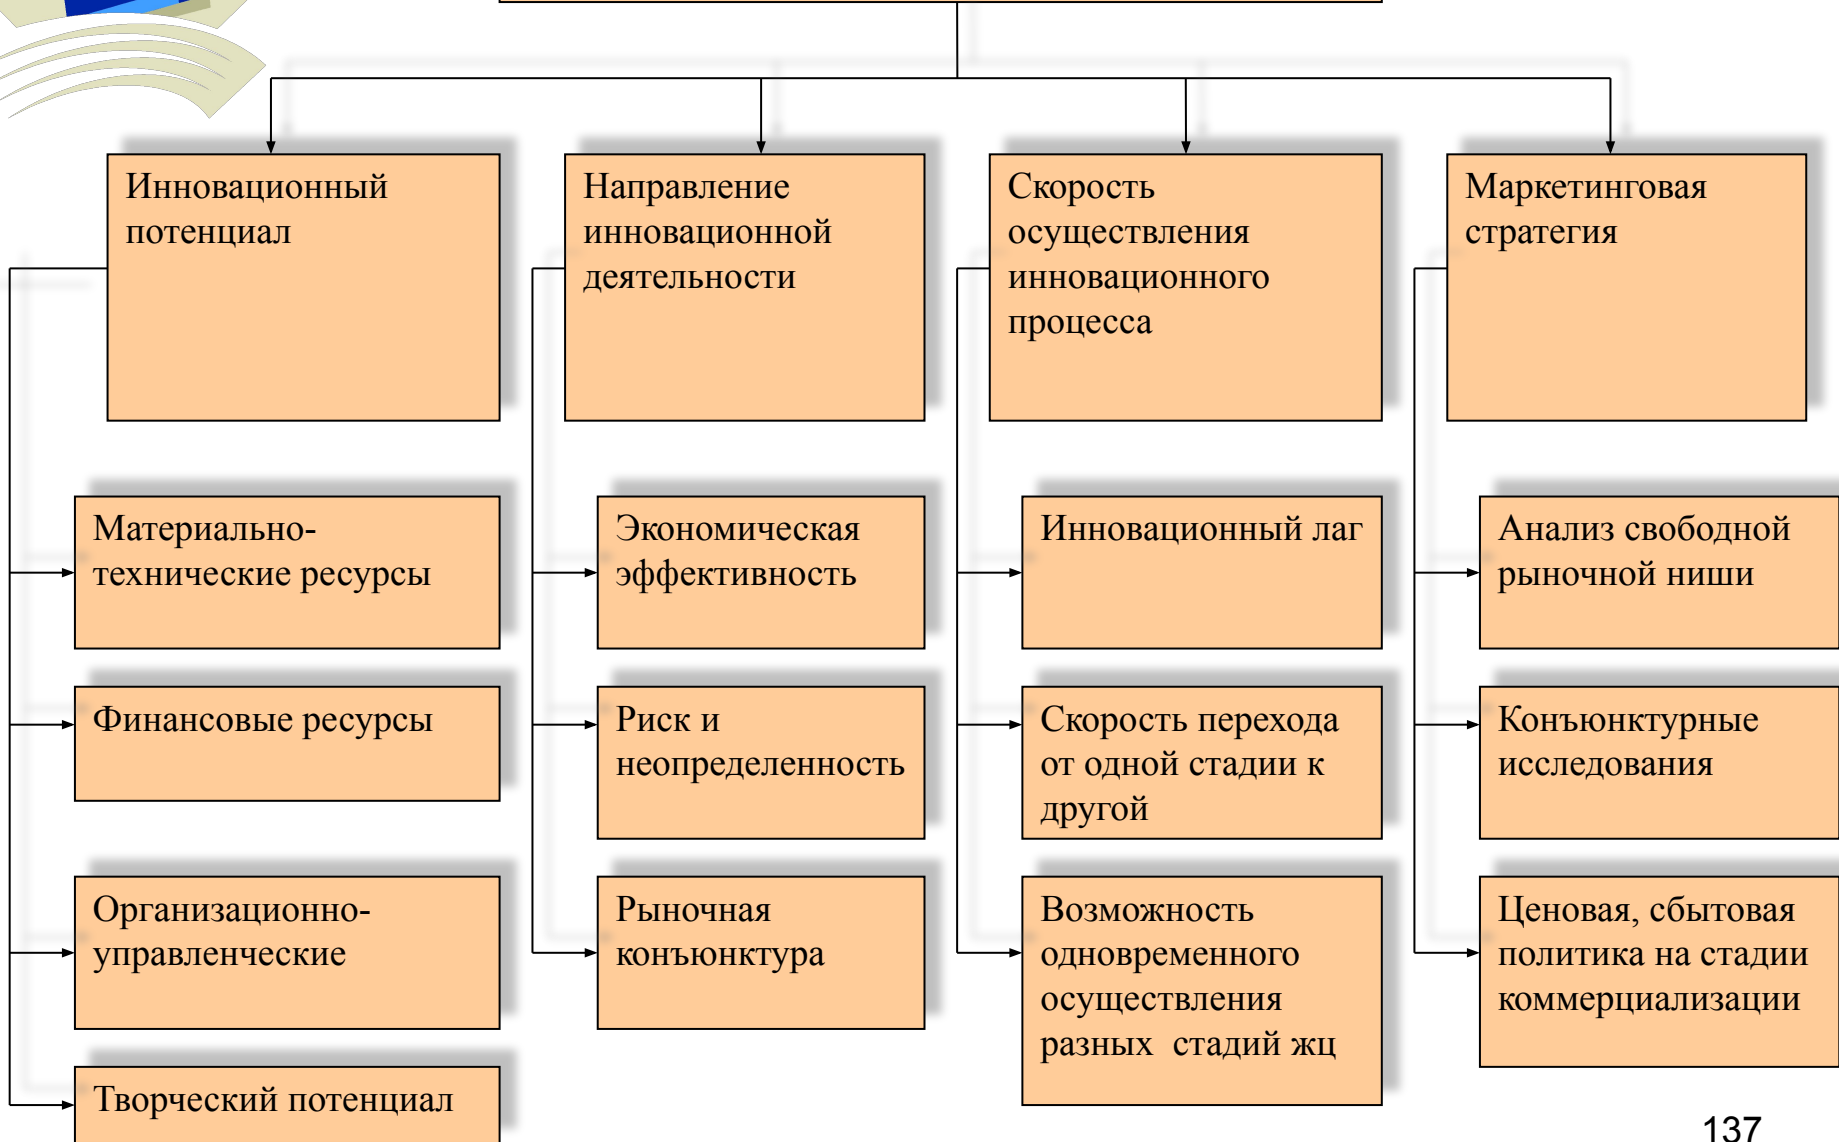 Инновационный
потенциал
Направление
инновационной
деятельности
Скорость
осуществления
инновационного
процесса
Маркетинговая
стратегия
Материально-
технические ресурсы
Экономическая
эффективность
Инновационный лаг
Анализ свободной
рыночной ниши
Финансовые ресурсы
Риск и
неопределенность
Скорость перехода
от одной стадии к
другой
Конъюнктурные
исследования
Организационно-
управленческие
Рыночная
конъюнктура
Возможность
одновременного
осуществления
разных  стадий жц
Ценовая, сбытовая
политика на стадии
коммерциализации
Творческий потенциал
137